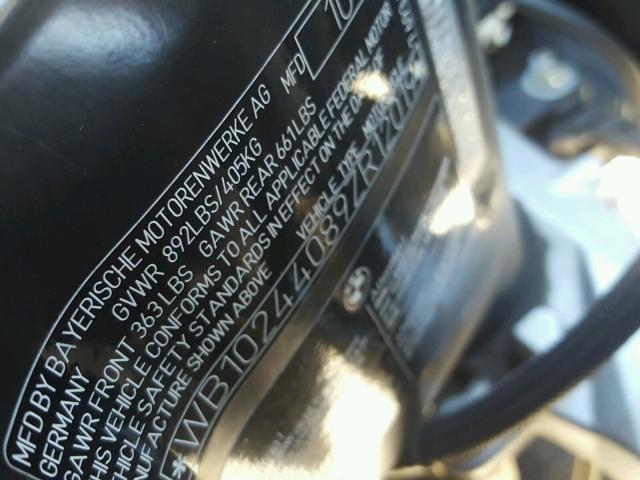 MFD BY BAYERISCHE MOTORENWERKE AG MFD 10
GERMANY GVWR 892LBS/405KG
GAWR FRONT 363LBS GAWR REAR 661LBS
THIS VEHICLE CONFORMS TO ALL APPLICABLE FEDERAL MOTOR
VEHICLE SAFETY STANDARDS IN EFFECT ON THE DATE OF
MANUFACTURE SHOWN ABOVE VEHICLE TYPE
*WB10244089ZR12018